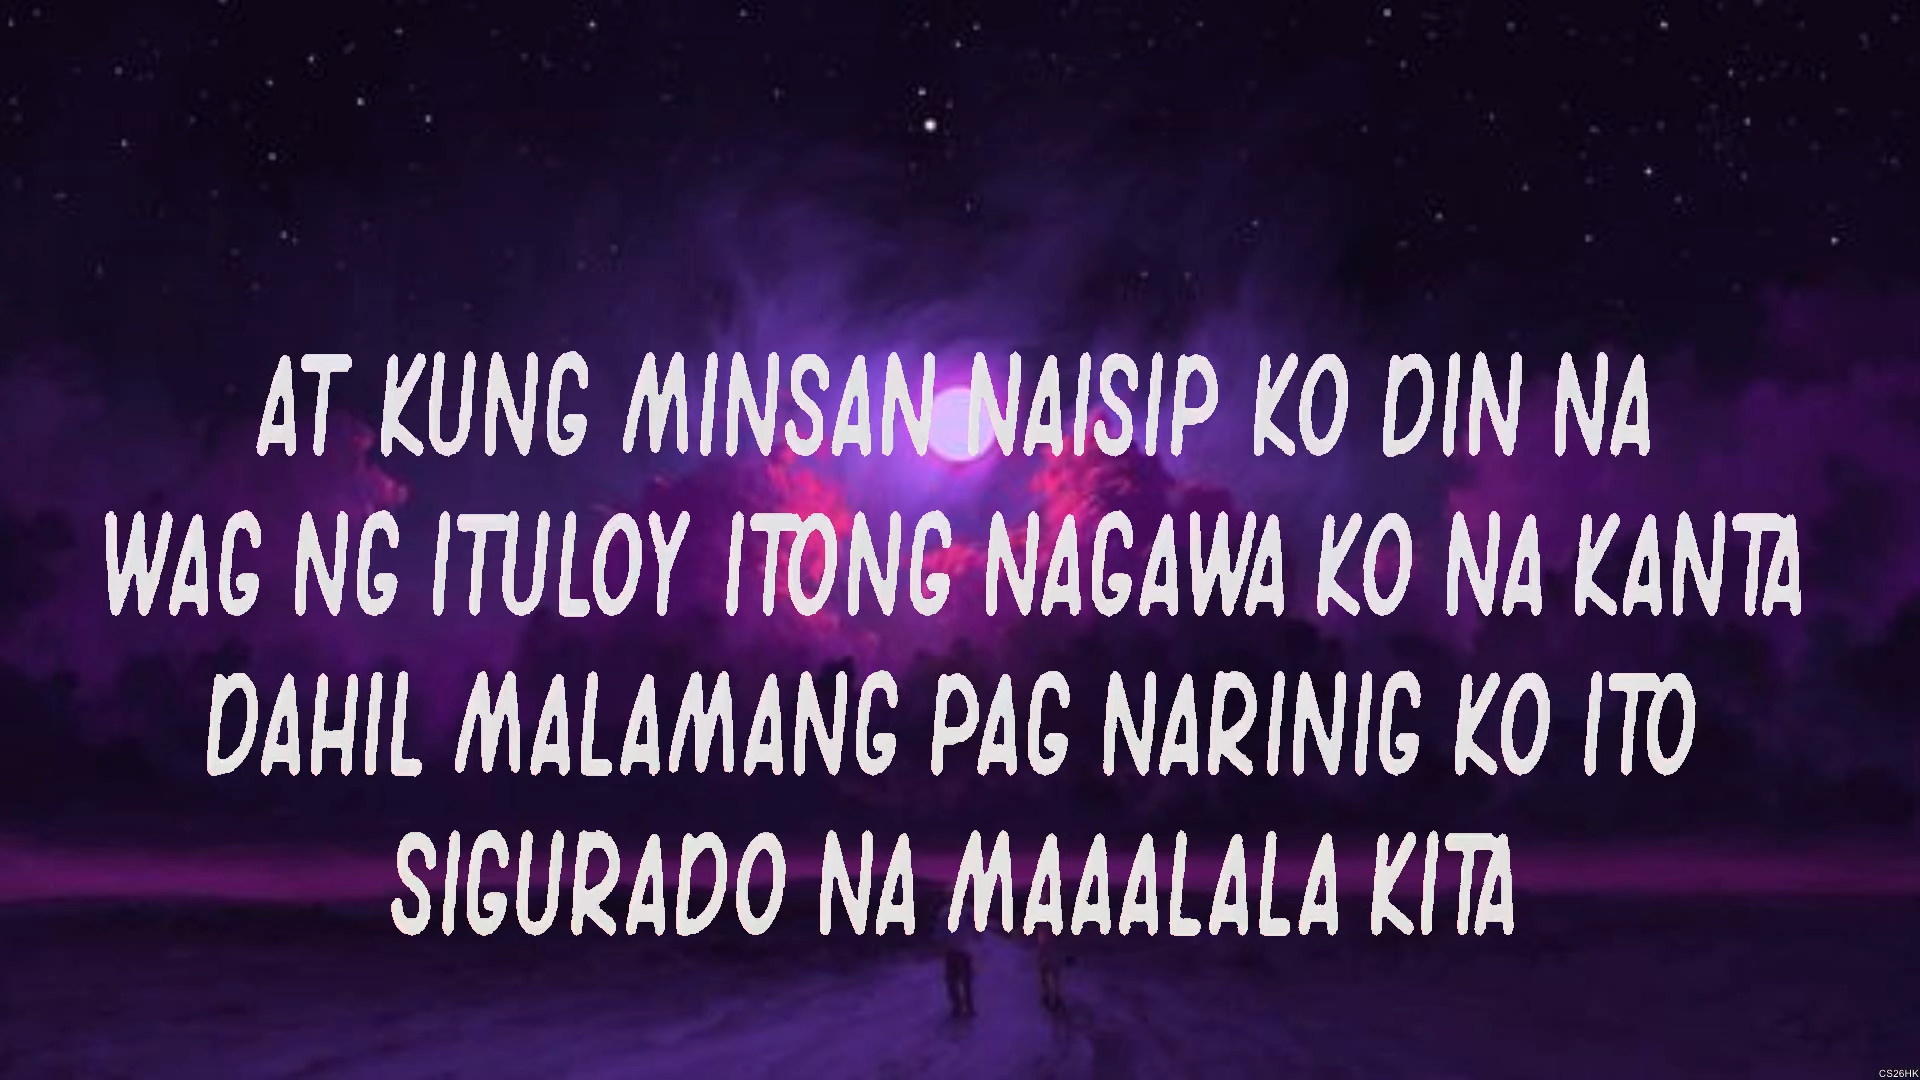 AT KUNG MINSAN NAISIP KO DIN NA
WAG NG ITULOY ITONG NAGAWA KO NA KANTA
DAHIL MALAMANG PAG NARINIG KO ITO
SIGURADO NA MAAALALA KITA
CS26HK